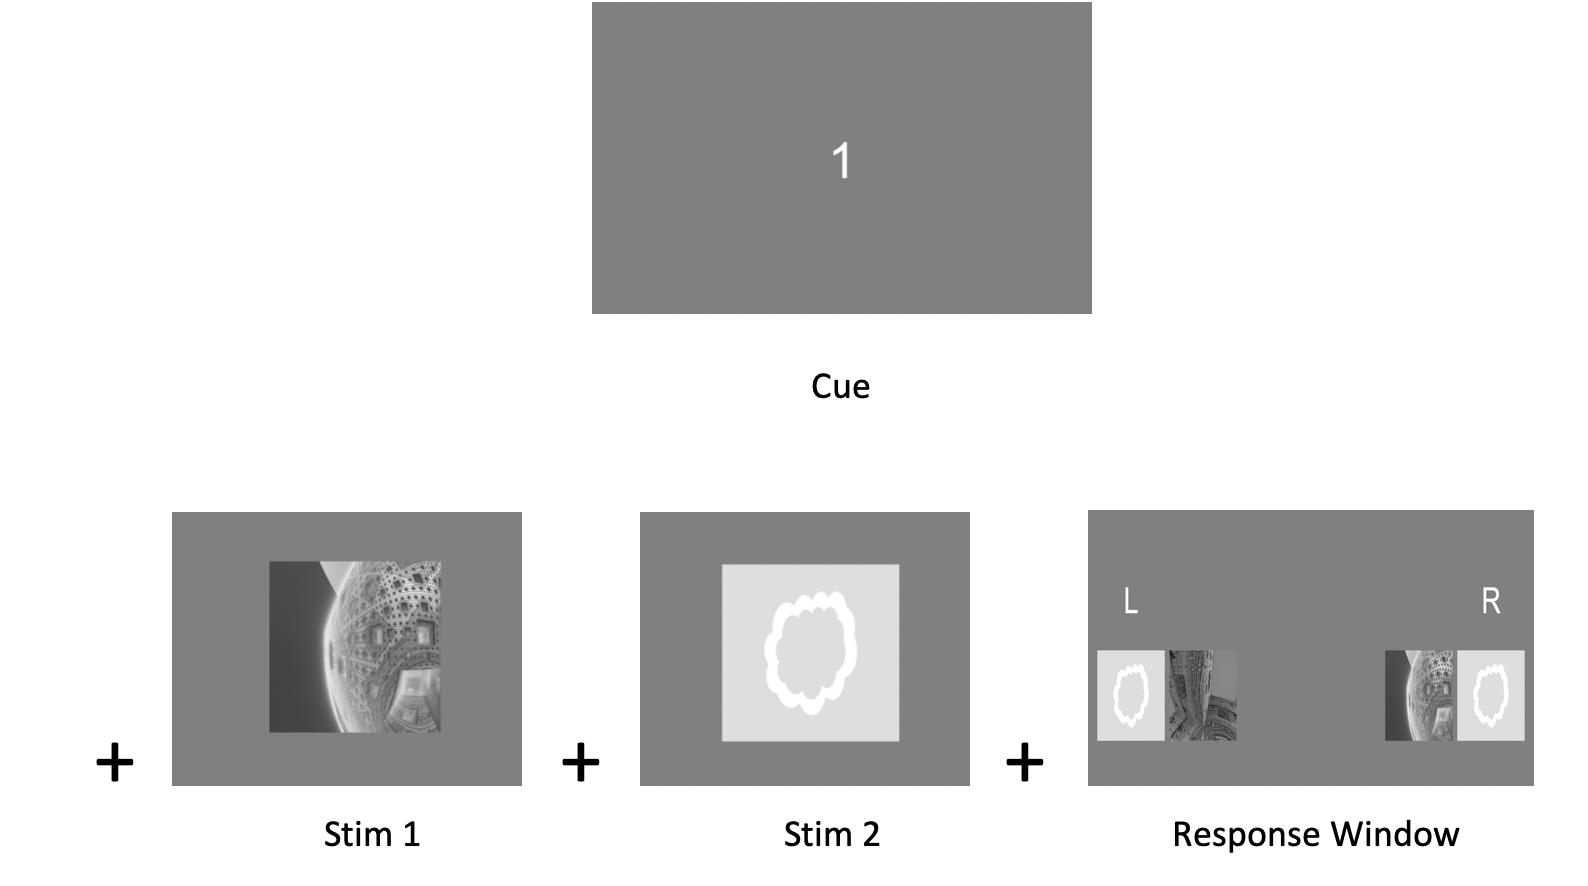 1
Cue
L
R
+
+
+
Stim 1
Stim 2
Response Window